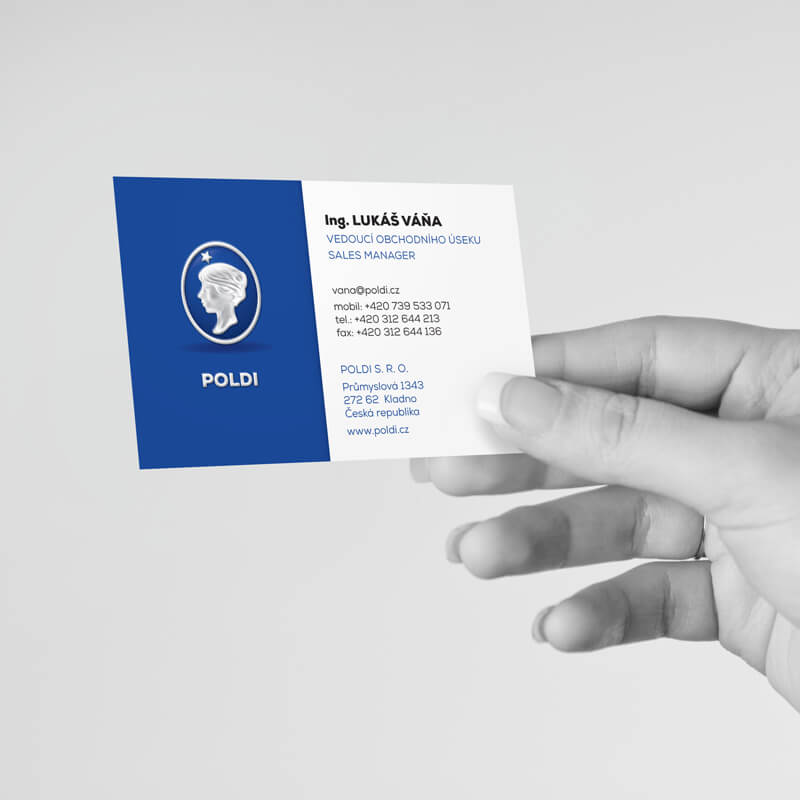 POLDI
Ing. LUKÁŠ VÁŇA
VEDOUCÍ OBCHODNÍHO ÚSEKU
SALES MANAGER
vana@poldi.cz
mobil: +420 739 533 071
tel.: +420 312 644 213
fax: +420 312 644 136
POLDI S. R. O.
Průmyslová 1343
272 62 Kladno
Česká republika
www.poldi.cz